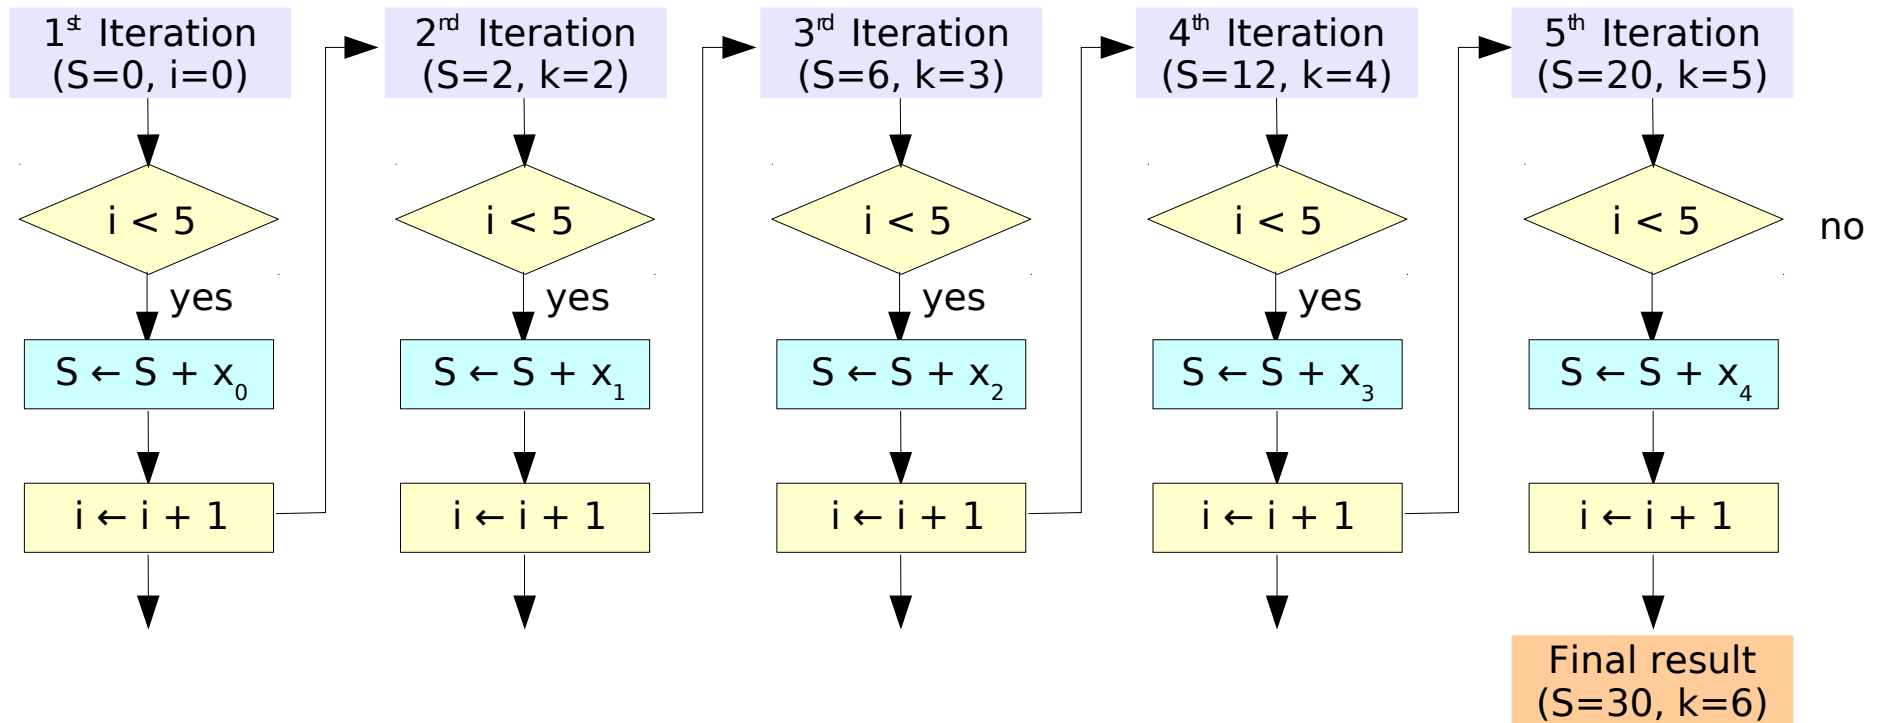 1st Iteration
(S=0, i=0)
i < 5
yes
S ← S + x0
i ← i + 1
2nd Iteration
(S=2, k=2)
i < 5
yes
S ← S + x1
i ← i + 1
3rd Iteration
(S=6, k=3)
i < 5
yes
S ← S + x2
i ← i + 1
4th Iteration
(S=12, k=4)
i < 5
yes
S ← S + x3
i ← i + 1
5th Iteration
(S=20, k=5)
i < 5
no
S ← S + x4
i ← i + 1
Final result
(S=30, k=6)